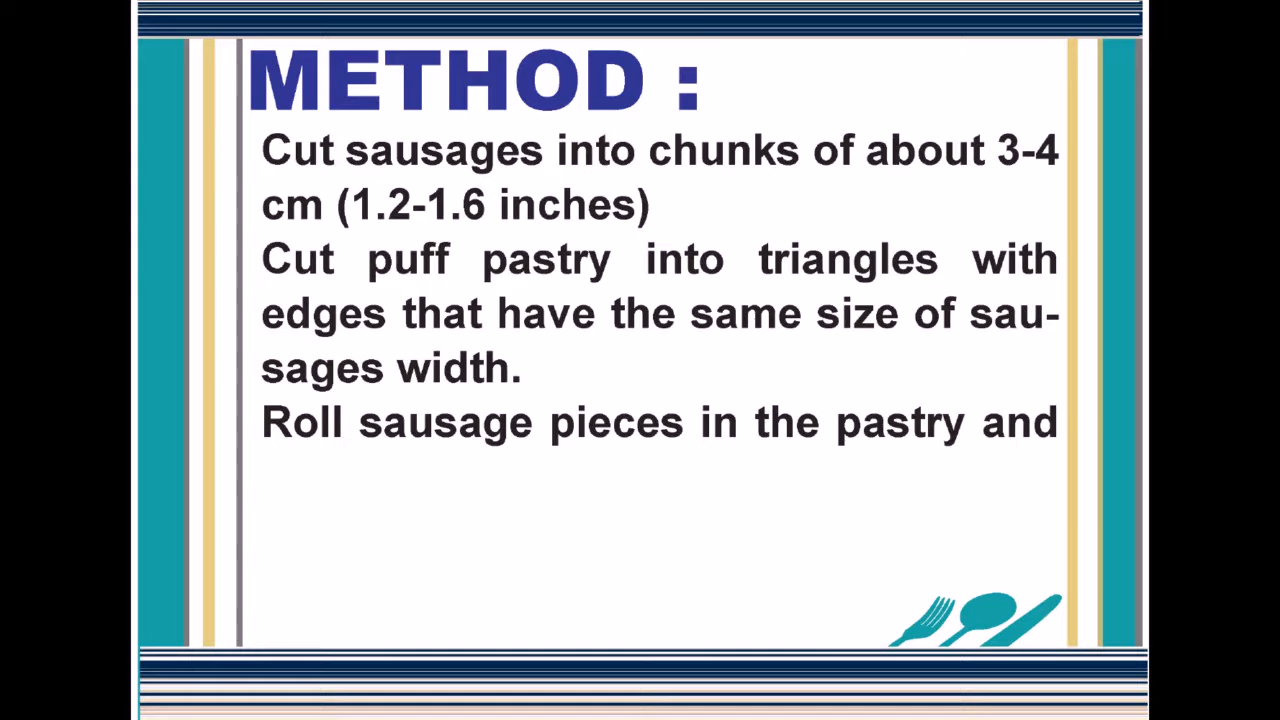 METHOD :
Cut sausages into chunks of about 3-4
cm (1.2-1.6 inches)
Cut puff pastry into triangles with
edges that have the same size of sau-
sages width.
Roll sausage pieces in the pastry and